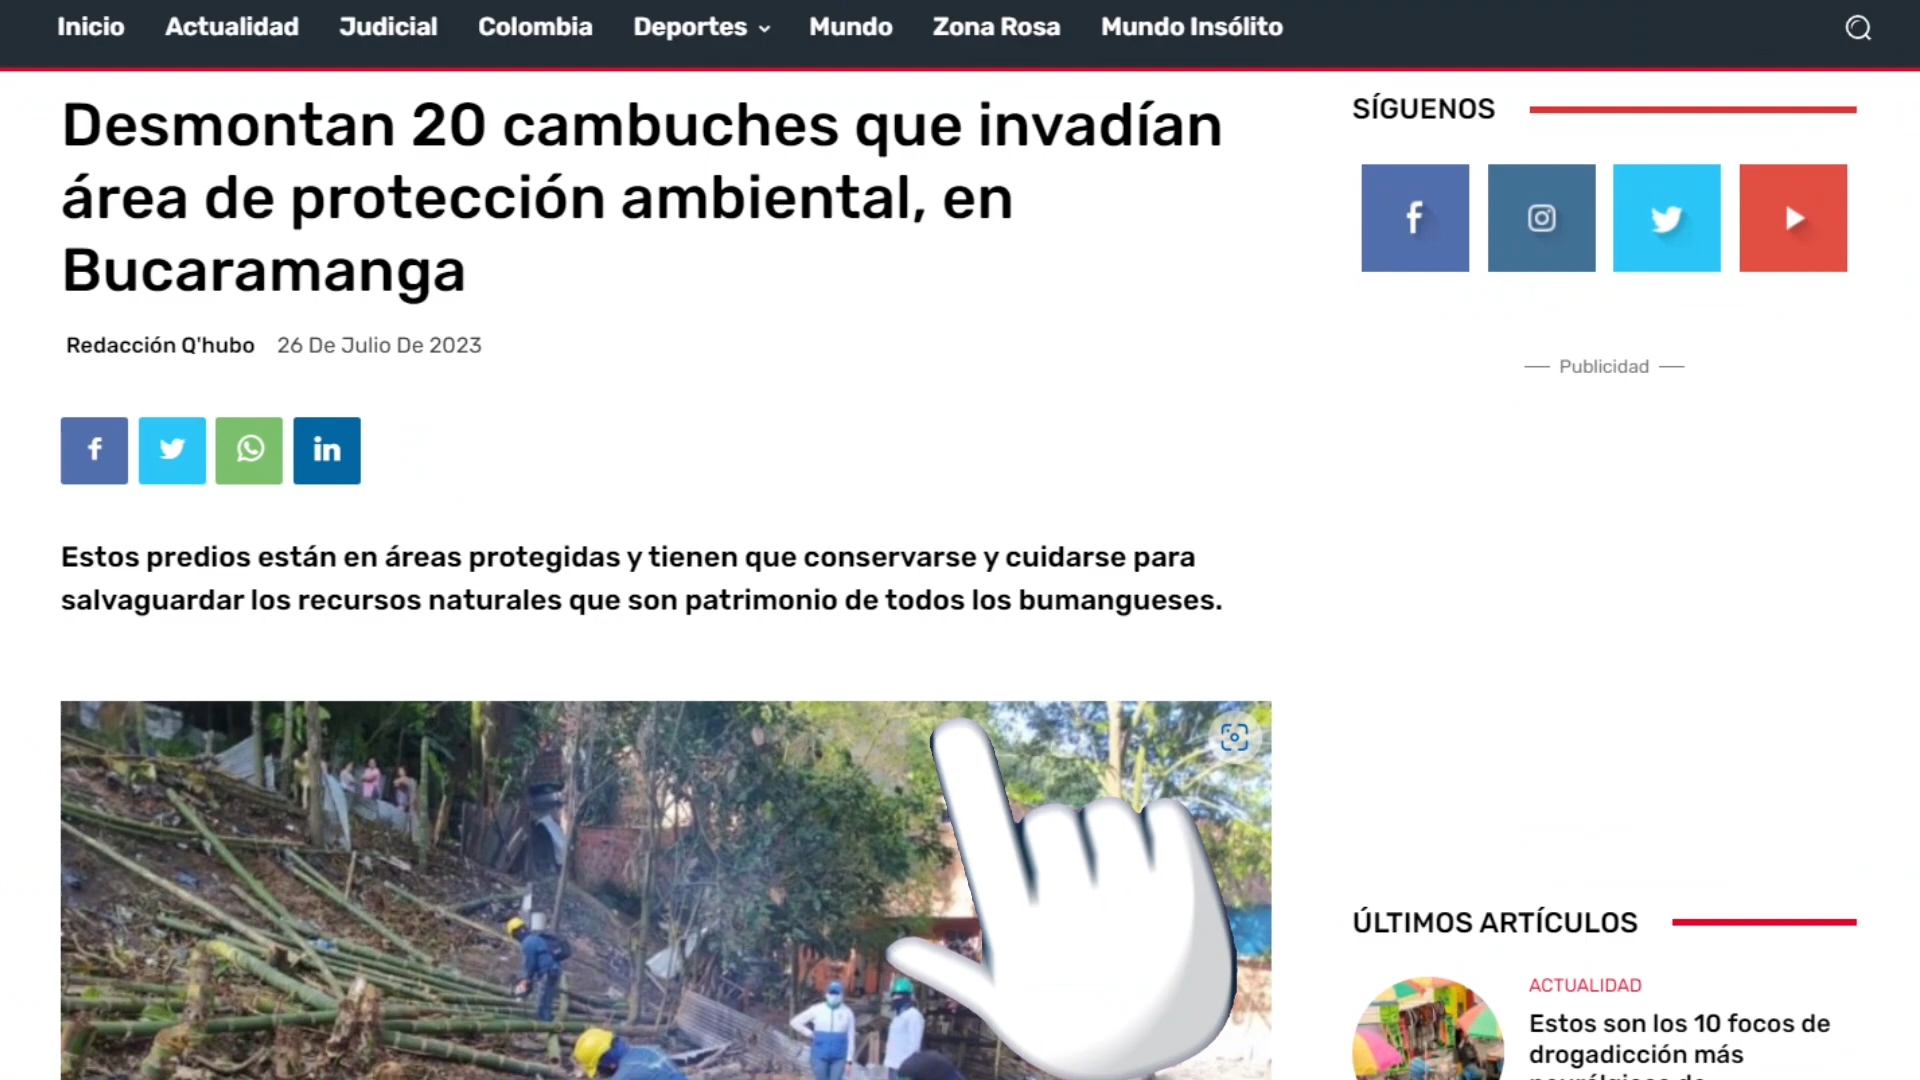 Inicio Actualidad Judicial Colombia Deportes Mundo Zona Rosa Mundo Insólito
Desmontan 20 cambuches que invadían
área de protección ambiental, en
Bucaramanga
Redacción Q'hubo 26 De Julio De 2023
Estos predios están en áreas protegidas y tienen que conservarse y cuidarse para
salvaguardar los recursos naturales que son patrimonio de todos los bumangueses.
SÍGUENOS
Publicidad
ÚLTIMOS ARTÍCULOS
ACTUALIDAD
Estos son los 10 focos de
drogadicción más